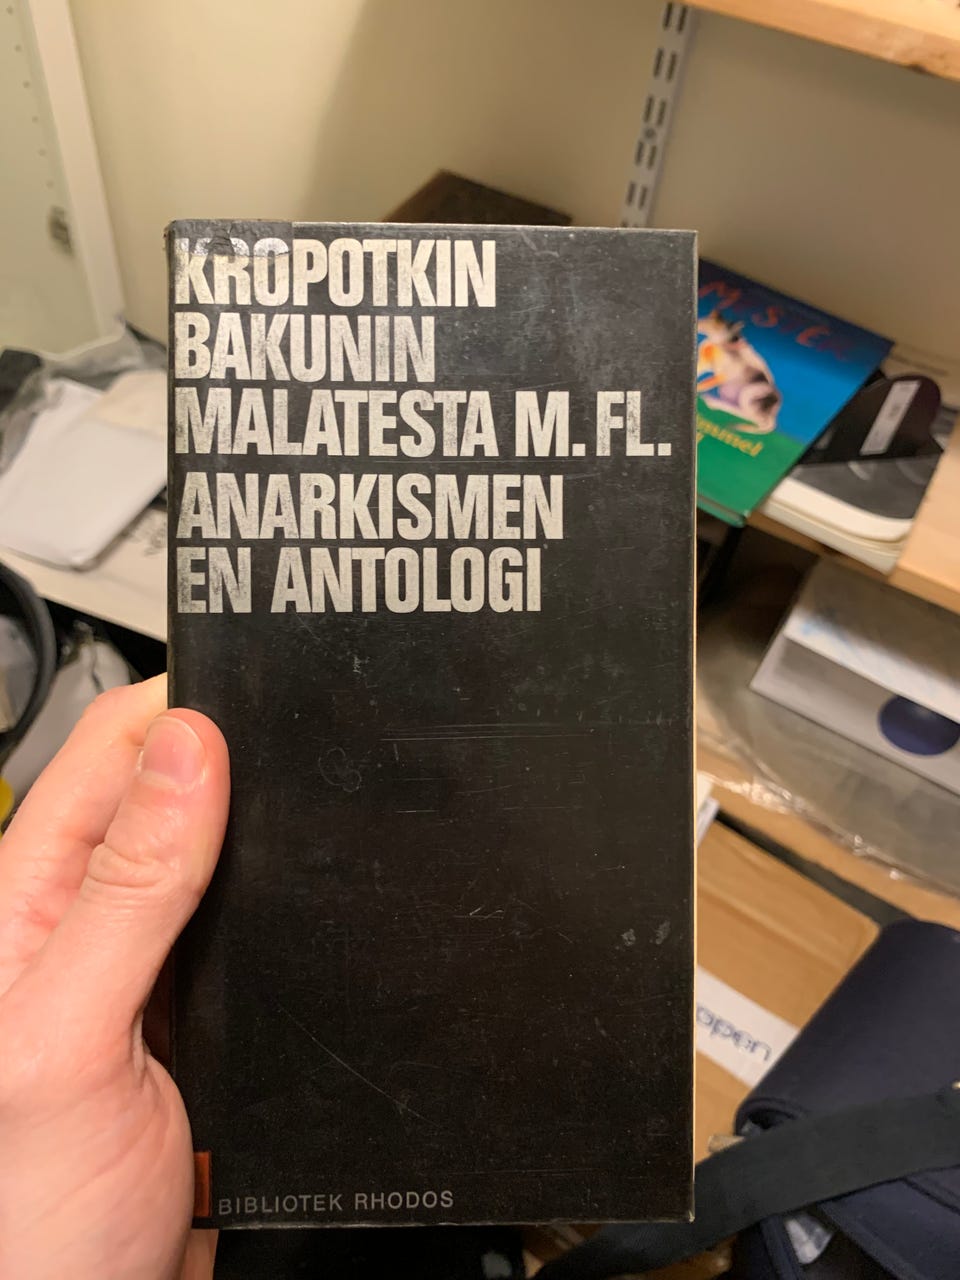 KROPOTKIN
BAKUNIN
MALATESTA M. FL.
ANARKISMEN
EN ANTOLOGI
BIBLIOTEK RHODOS